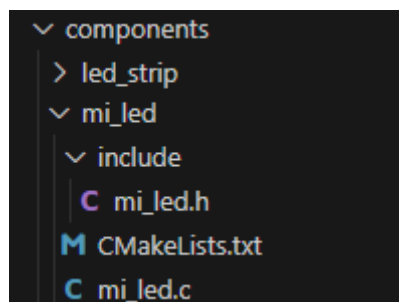 components
led_strip
mi_led
include
C mi_led.h
M CMakeLists.txt
C mi_led.c